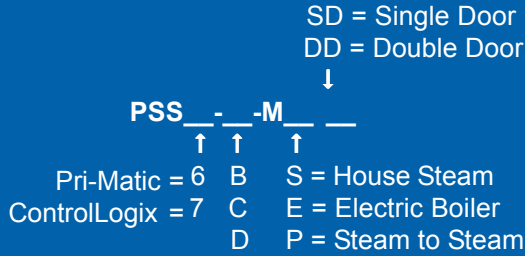 SD = Single Door
DD = Double Door
PSS__-__-M__ __
Pri-Matic = 6 B S = House Steam
ControlLogix = 7 C E = Electric Boiler
D P = Steam to Steam